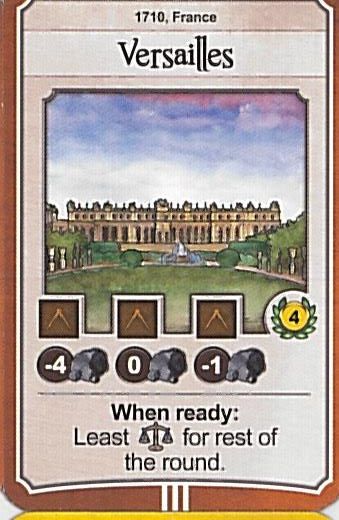 1710, France
Versailles
4
-4 0 -1
When ready:
Least for rest of
the round.